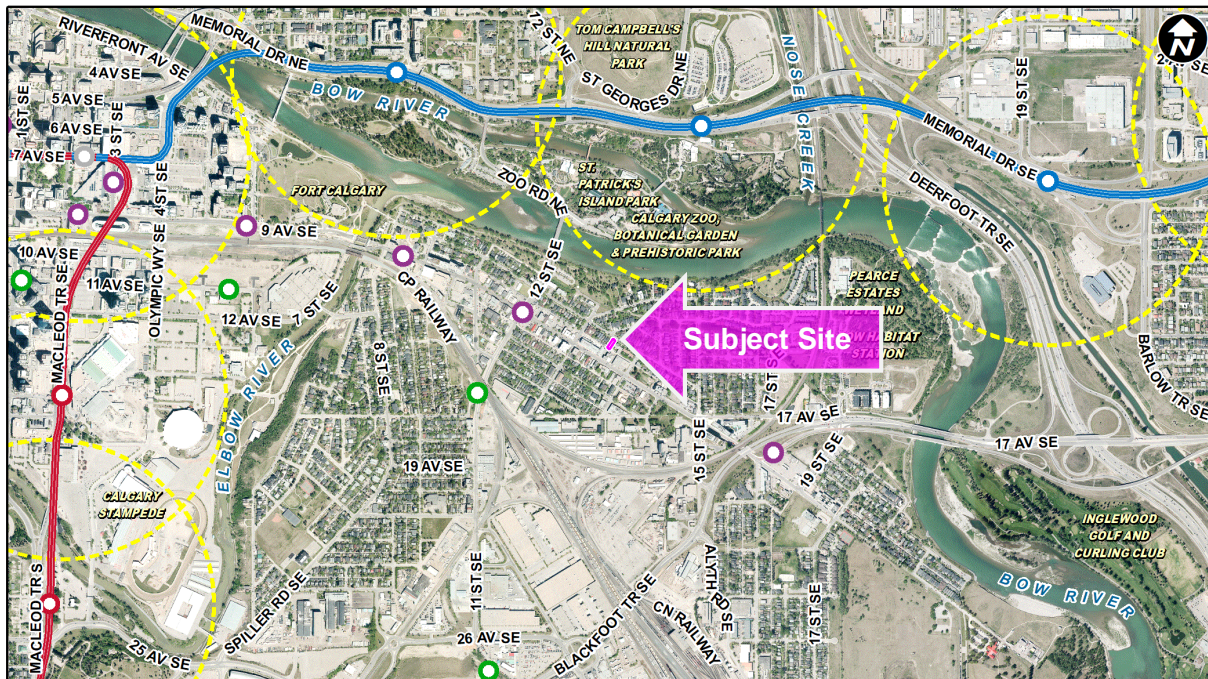 N
RIVERFRONT AV SE
MEMORIAL DR NE
12 ST NE
TOM CAMPBELL'S
HILL NATURAL
PARK
ST GEORGES DR NE
NOSE CREEK
19 ST SE
4 AV SE
5 AV SE
6 AV SE
7 AV SE
1 ST SE
3 ST SE
4 ST SE
BOW RIVER
MEMORIAL DR SE
DEERFOOT TR SE
FORT CALGARY
ZOO RD NE
ST.
PATRICK'S
ISLAND PARK
CALGARY ZOO,
BOTANICAL GARDEN
& PREHISTORIC PARK
9 AV SE
10 AV SE
11 AV SE
12 AV SE
OLYMPIC WY SE
MACLEOD TR SE
7 ST SE
CP RAILWAY
12 ST SE
PEARCE
ESTATES
STATION
Subject Site
8 ST SE
ELBOW RIVER
17 ST SE
BARLOW TR SE
17 AV SE
17 AV SE
15 ST SE
19 ST SE
19 AV SE
CALGARY
STAMPEDE
INGLEWOOD
GOLF AND
CURLING CLUB
BOW RIVER
MACLEOD TR S
25 AV SE
SPILLER RD SE
11 ST SE
26 AV SE
BLACKFOOT TR SE
CN RAILWAY
ALYTH RD SE
17 ST SE